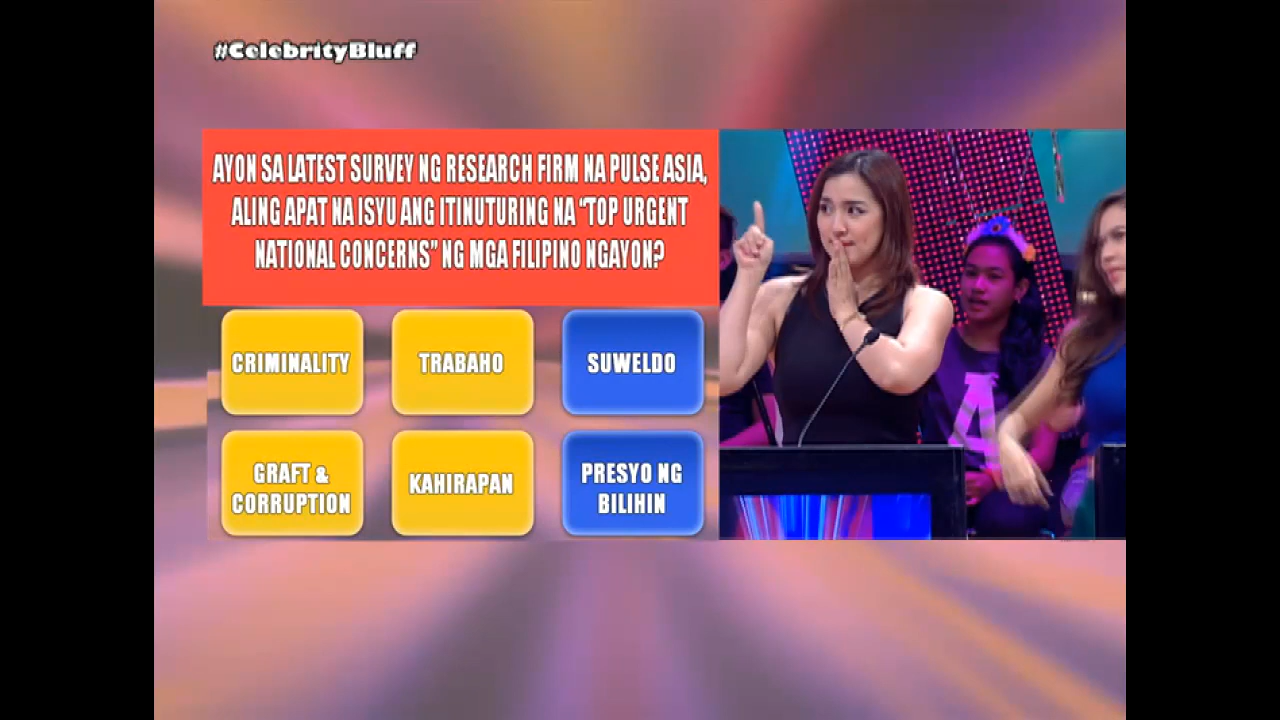 #CelebrityBluff
AYON SA LATEST SURVEY NG RESEARCH FIRM NA PULSE ASIA,
ALING APAT NA ISYU ANG ITINUTURING NA “TOP URGENT
NATIONAL CONCERNS” NG MGA FILIPINO NGAYON?
CRIMINALITY
TRABAHO
SUWELDO
GRAFT &
CORRUPTION
KAHIRAPAN
PRESYO NG
BILIHIN
A